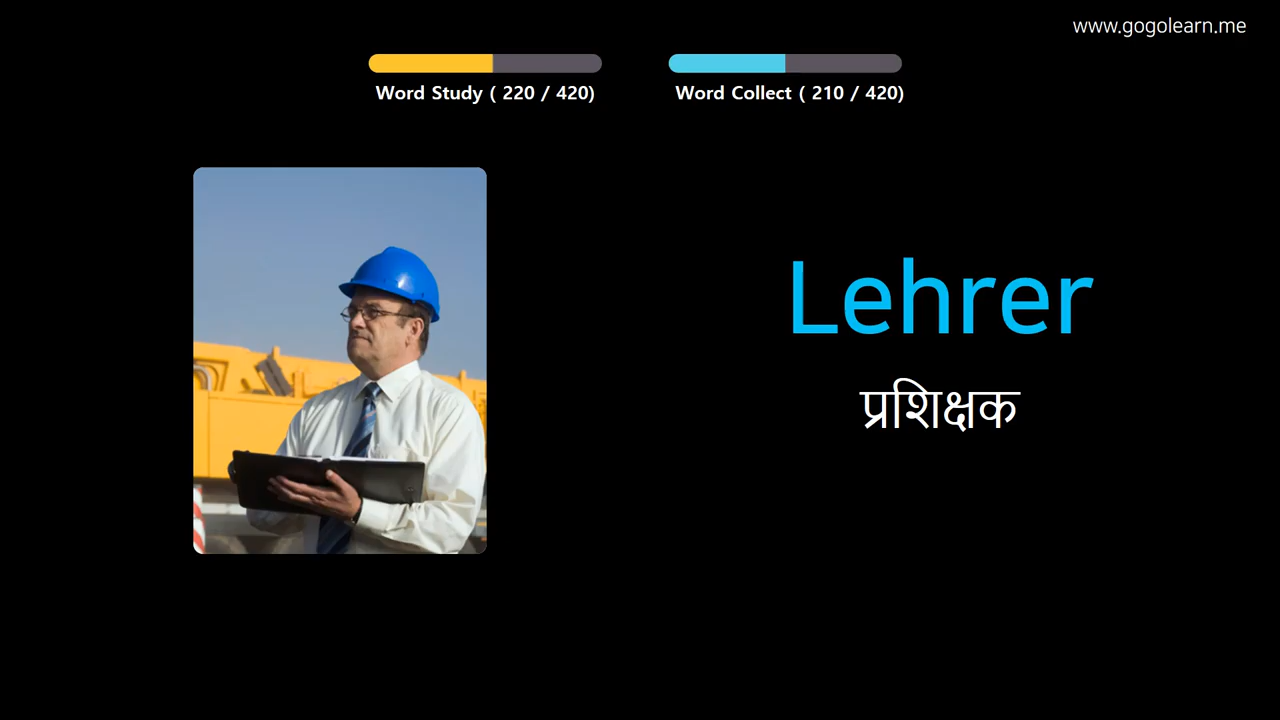 www.gogolearn.me
Word Study ( 220 / 420)
Word Collect ( 210 / 420)
Lehrer
प्रशिक्षक